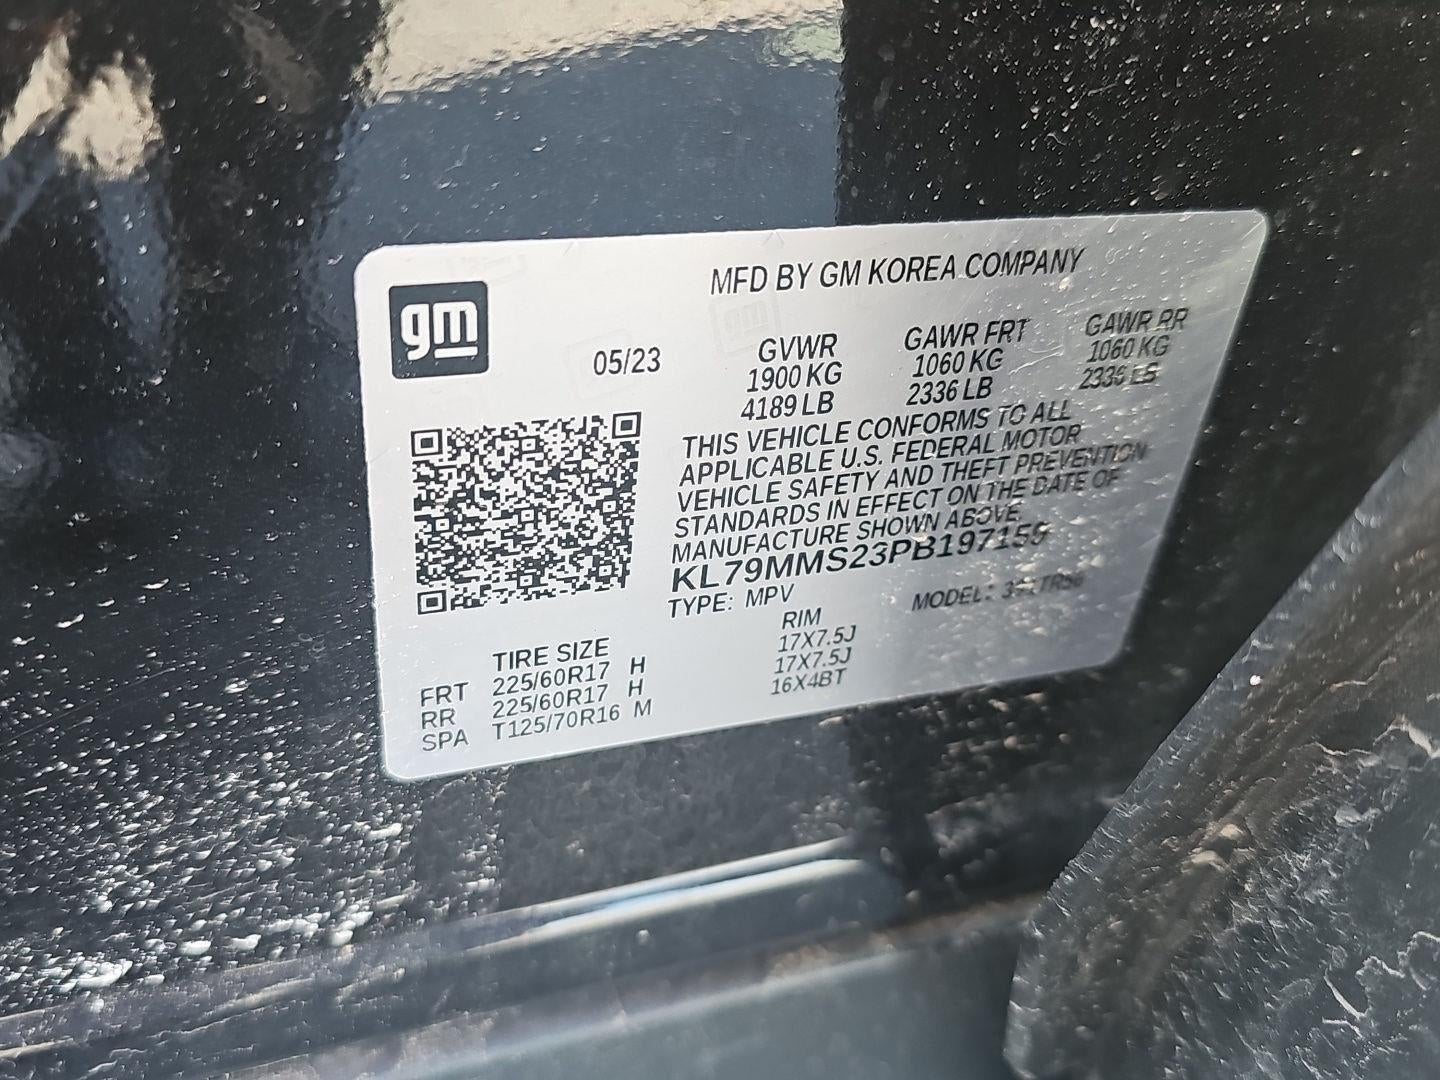 gm
MFD BY GM KOREA COMPANY
05/23
GVWR GAWR FRT GAWR RR
1900 KG 1060 KG 1060 KG
4189 LB 2336 LB
THIS VEHICLE CONFORMS TO ALL
APPLICABLE U.S. FEDERAL MOTOR
VEHICLE SAFETY AND THEFT PREVENTION
STANDARDS IN EFFECT ON THE DATE OF
MANUFACTURE SHOWN ABOVE.
KL79MMS23PB197159
TYPE: MPV MODEL:
TIRE SIZE RIM
FRT 225/60R17 H 17X7.5J
RR 225/60R17 H 17X7.5J
SPA T125/70R16 M 16X4BT